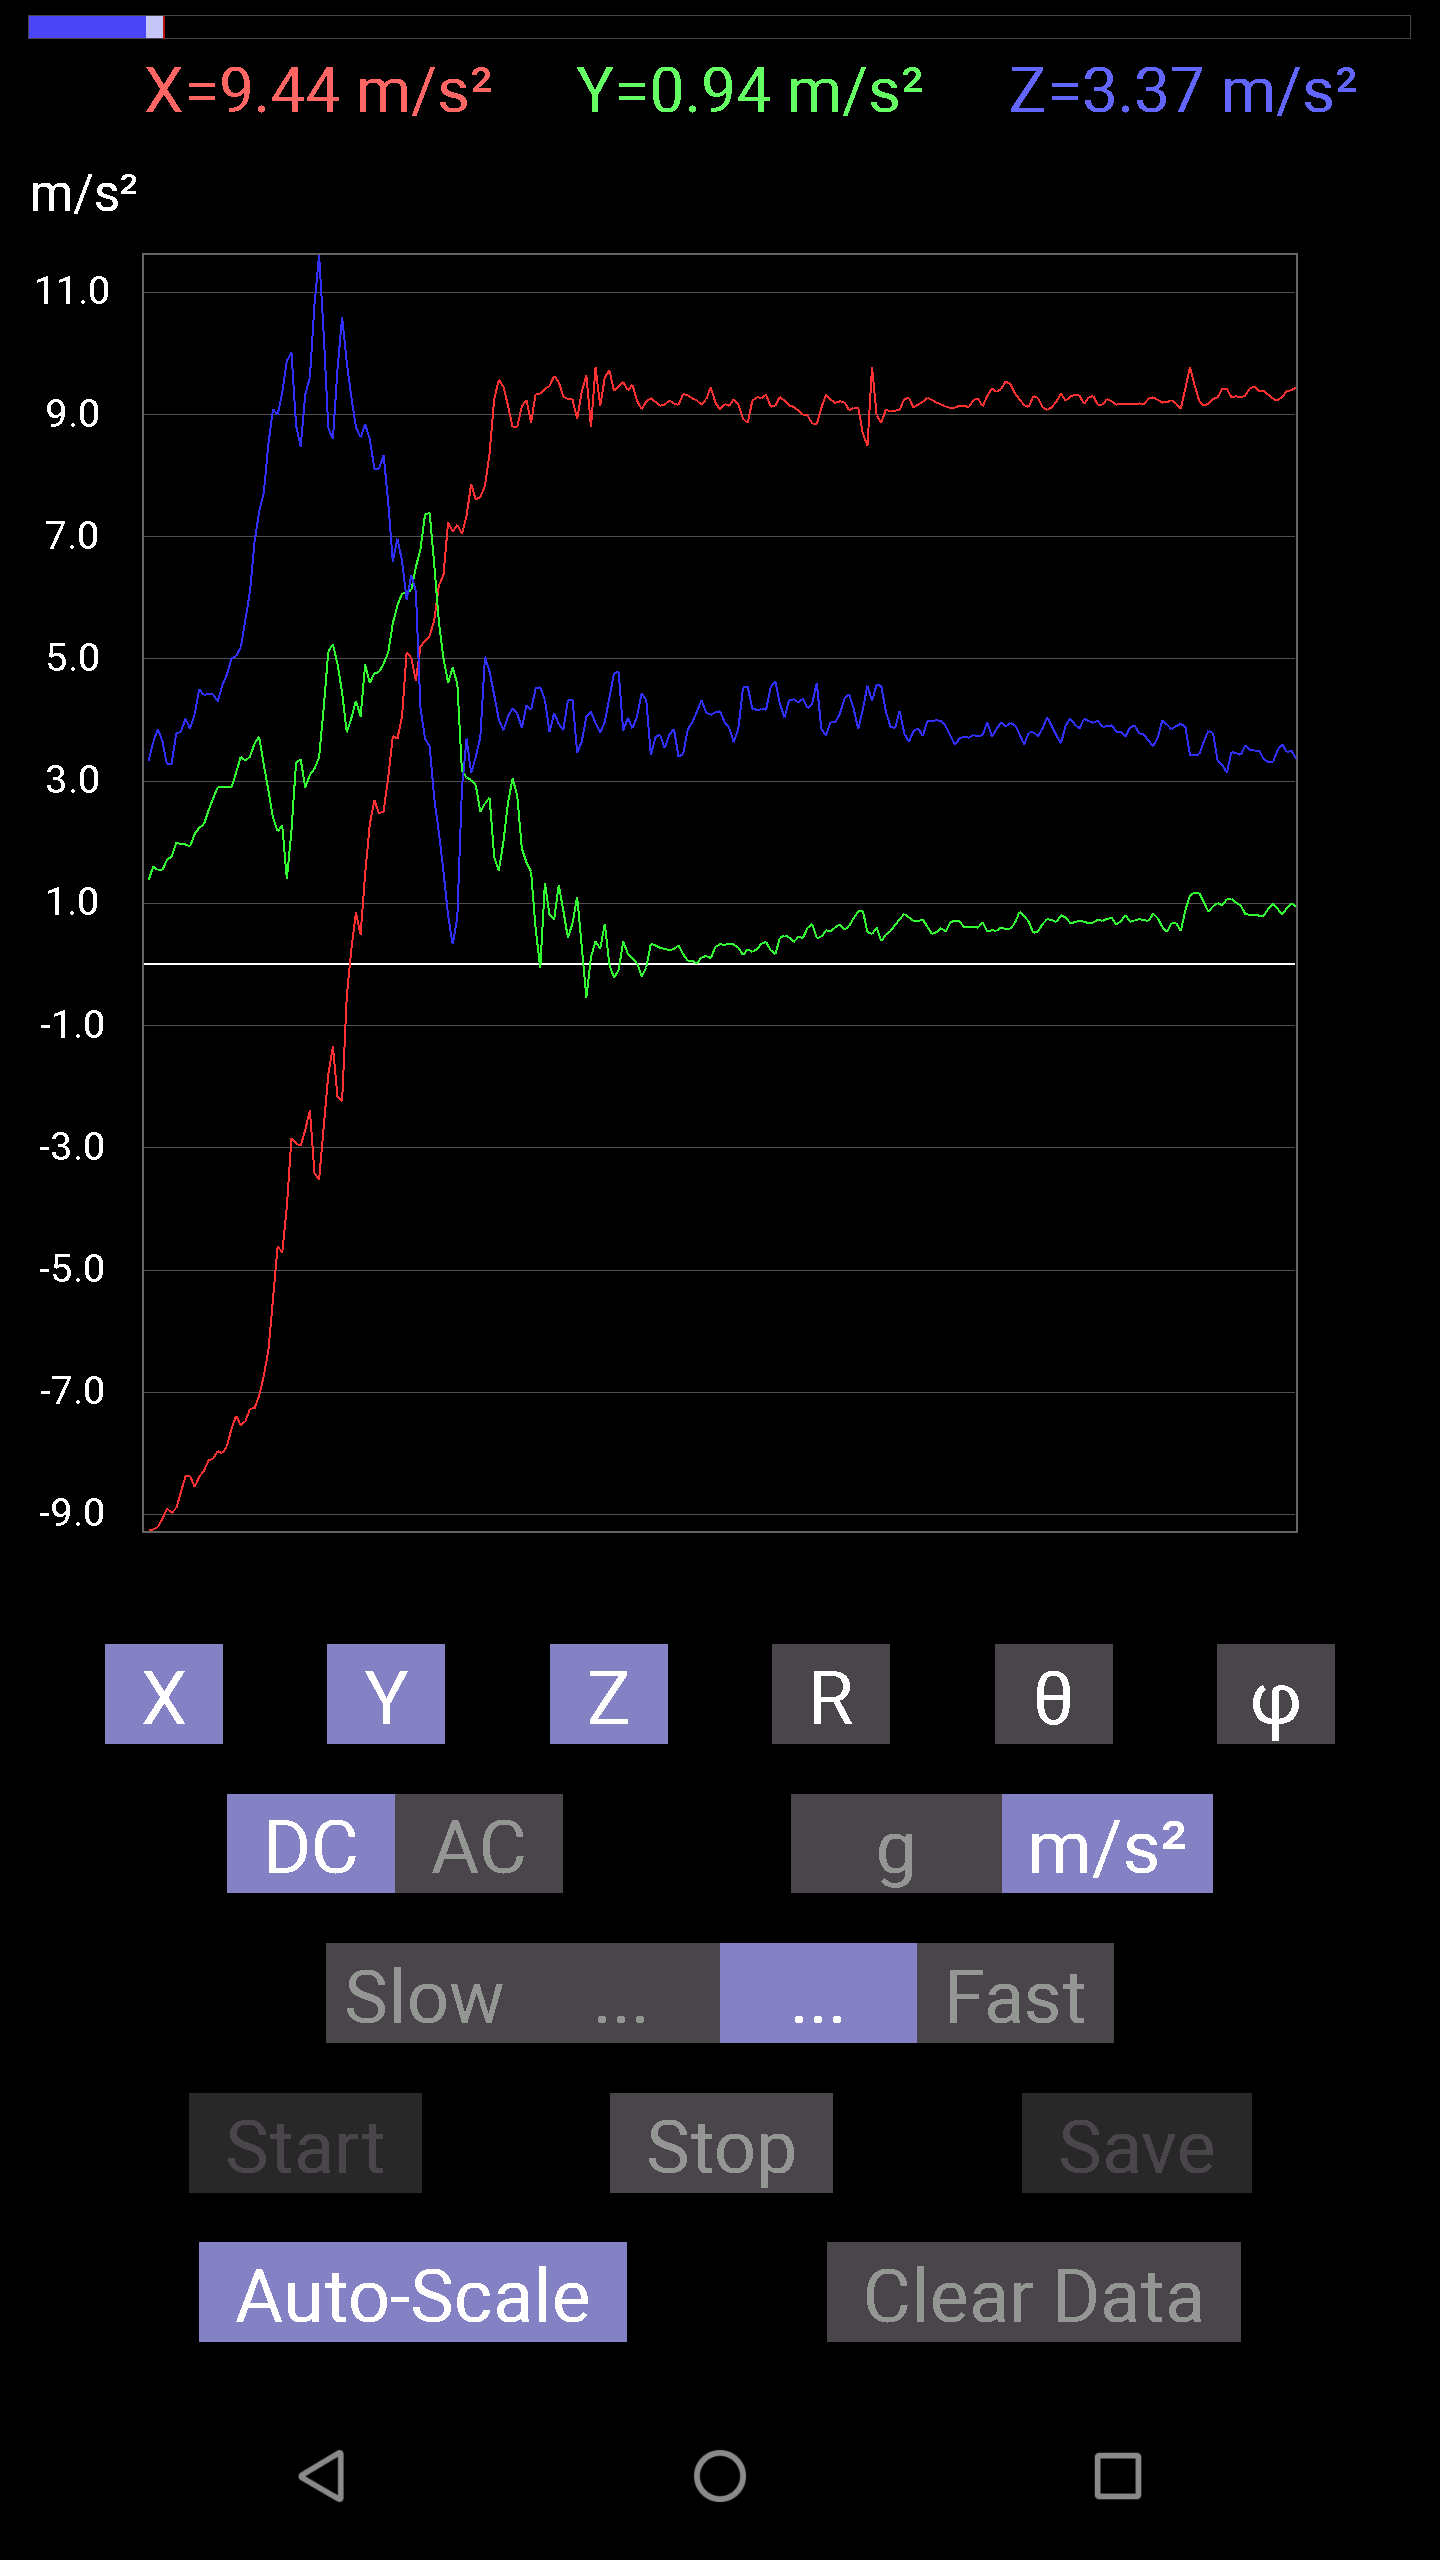 X=9.44 m/s² Y=0.94 m/s² Z=3.37 m/s²
m/s²
11.0
9.0
7.0
5.0
3.0
1.0
-1.0
-3.0
-5.0
-7.0
-9.0
X Y Z R θ φ
DC AC g m/s²
Slow ... ... Fast
Start Stop Save
Auto-Scale Clear Data